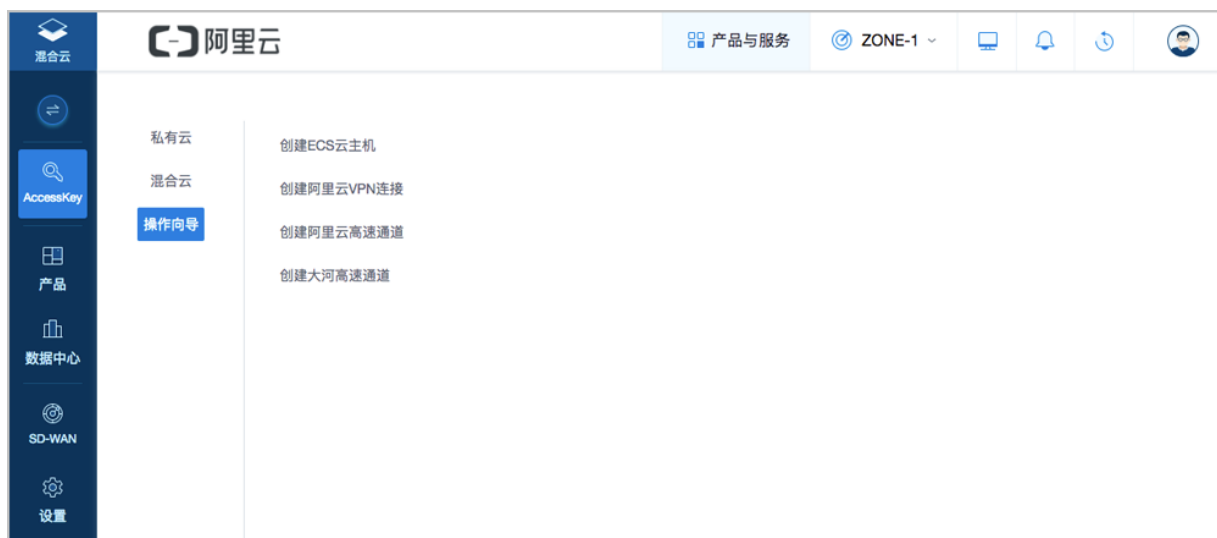 混合云
阿里云
产品与服务
ZONE-1
AccessKey
产品
数据中心
SD-WAN
设置
私有云
混合云
操作向导
创建ECS云主机
创建阿里云VPN连接
创建阿里云高速通道
创建大河高速通道